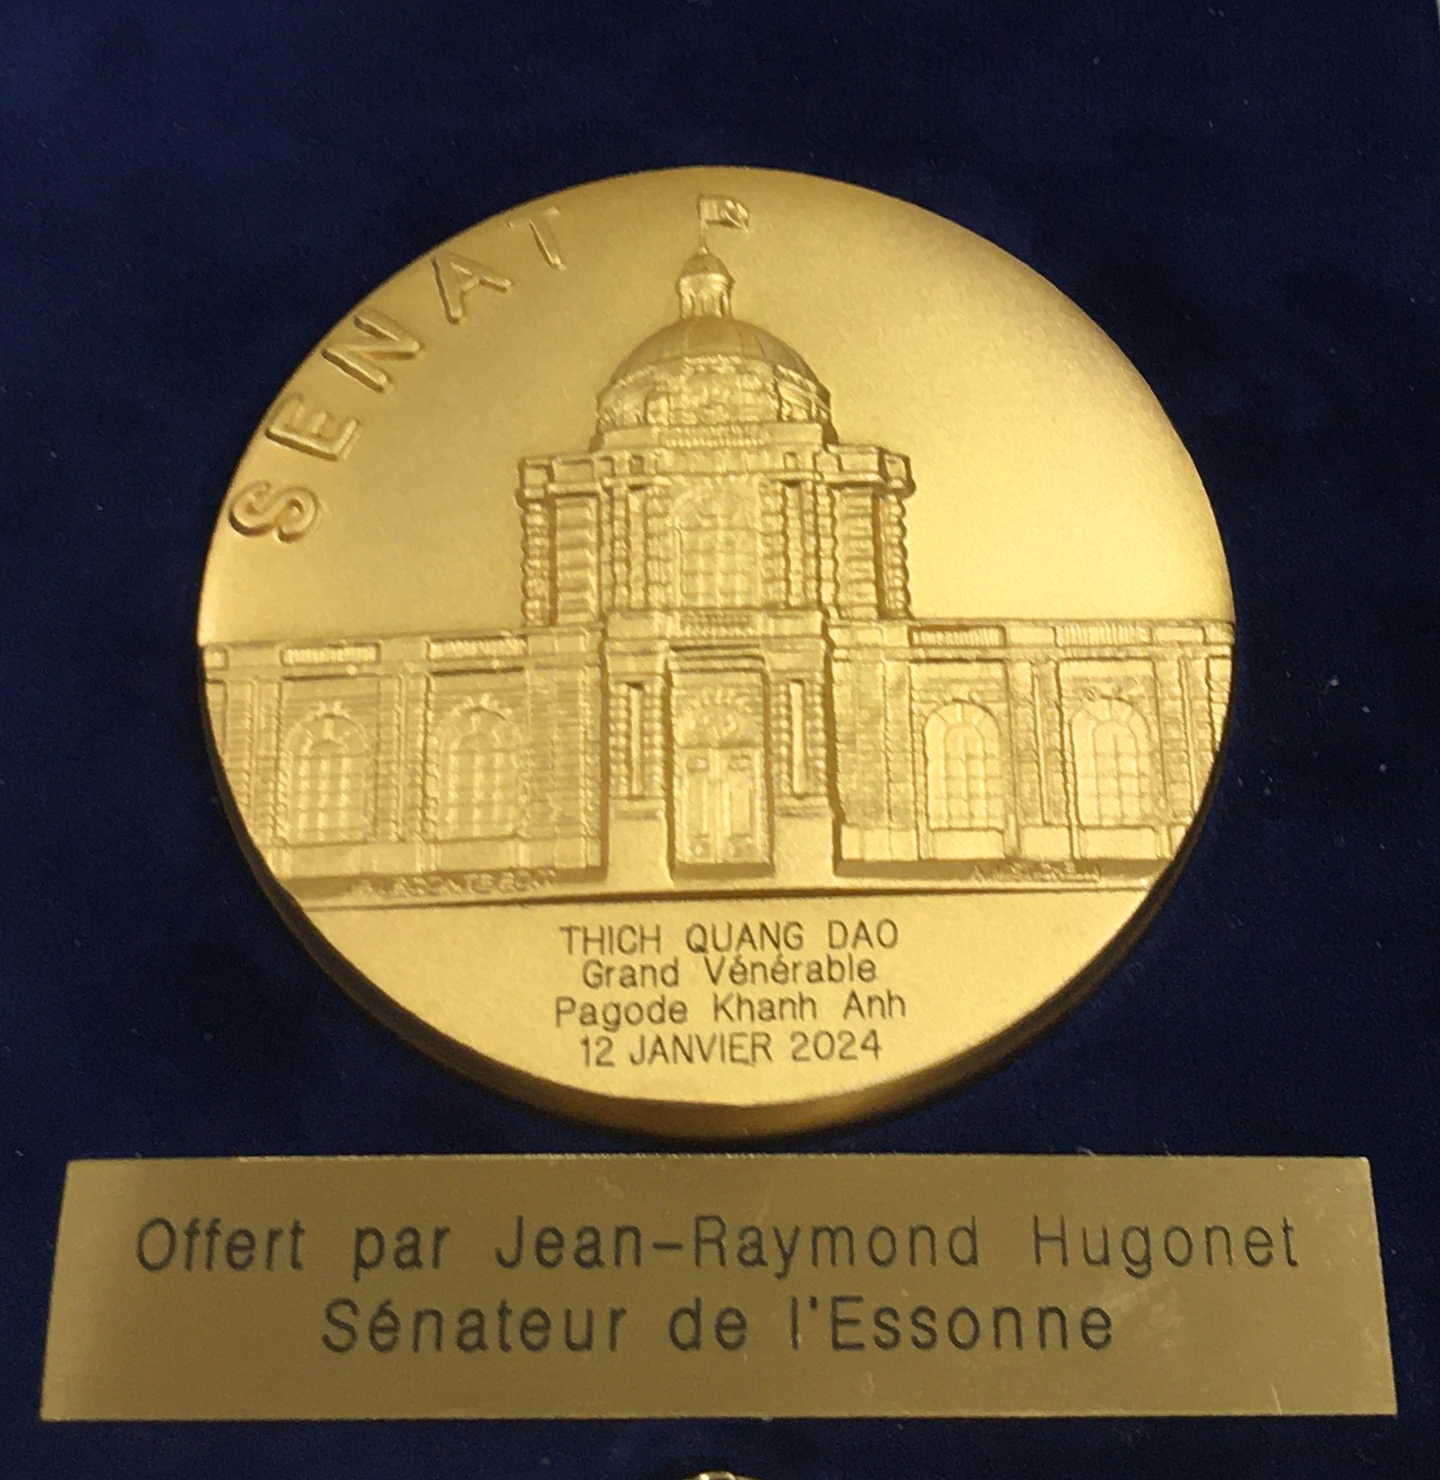 SENAT
THICH QUANG DAO
Grand Vénérable
Pagode Khanh Anh
12 JANVIER 2024
Offert par Jean-Raymond Hugonet
Sénateur de l'Essonne